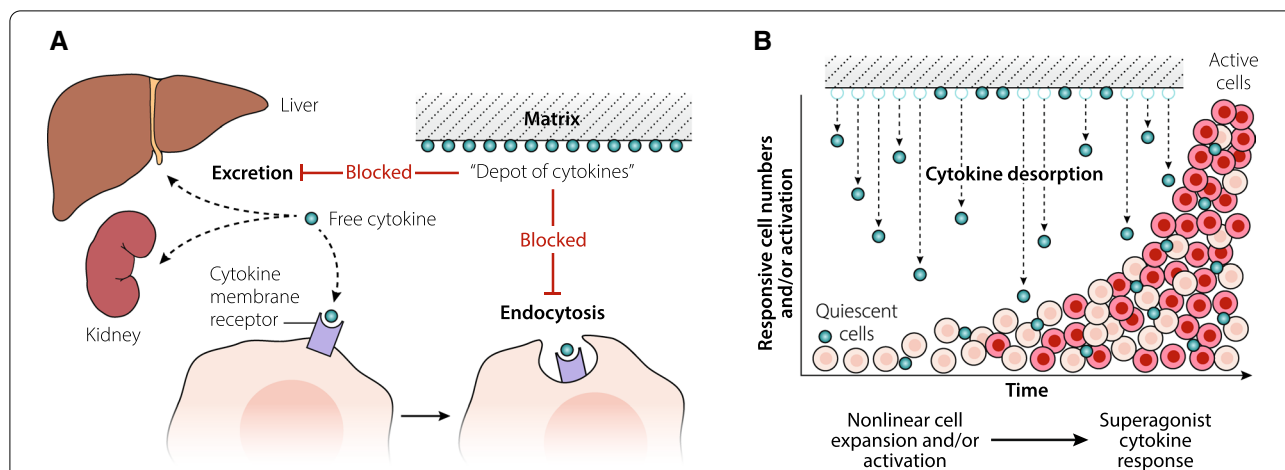 A
Liver
Matrix
Excretion
Blocked
"Depot of cytokines"
Free cytokine
Blocked
Cytokine
membrane
receptor
Endocytosis
Kidney
B
Active
cells
Cytokine desorption
Responsive cell numbers
and/or activation
Quiescent
cells
Time
Nonlinear cell
expansion and/or
activation
Superagonist
cytokine
response